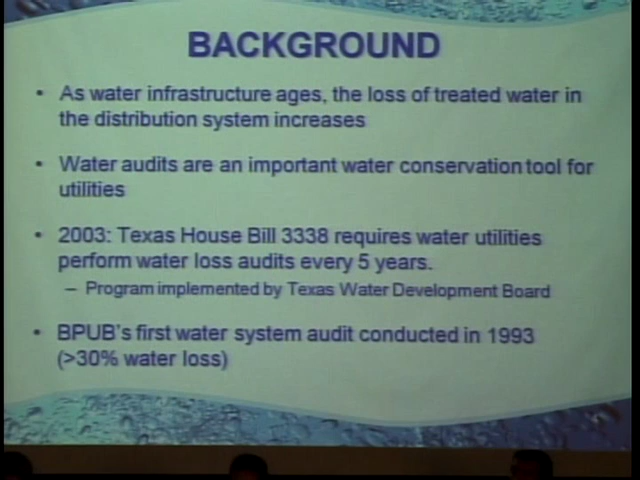 BACKGROUND
• As water infrastructure ages, the loss of treated water in
the distribution system increases
• Water audits are an important water conservation tool for
utilities
• 2003: Texas House Bill 3338 requires water utilities
perform water loss audits every 5 years.
– Program implemented by Texas Water Development Board
• BPUB's first water system audit conducted in 1993
(>30% water loss)